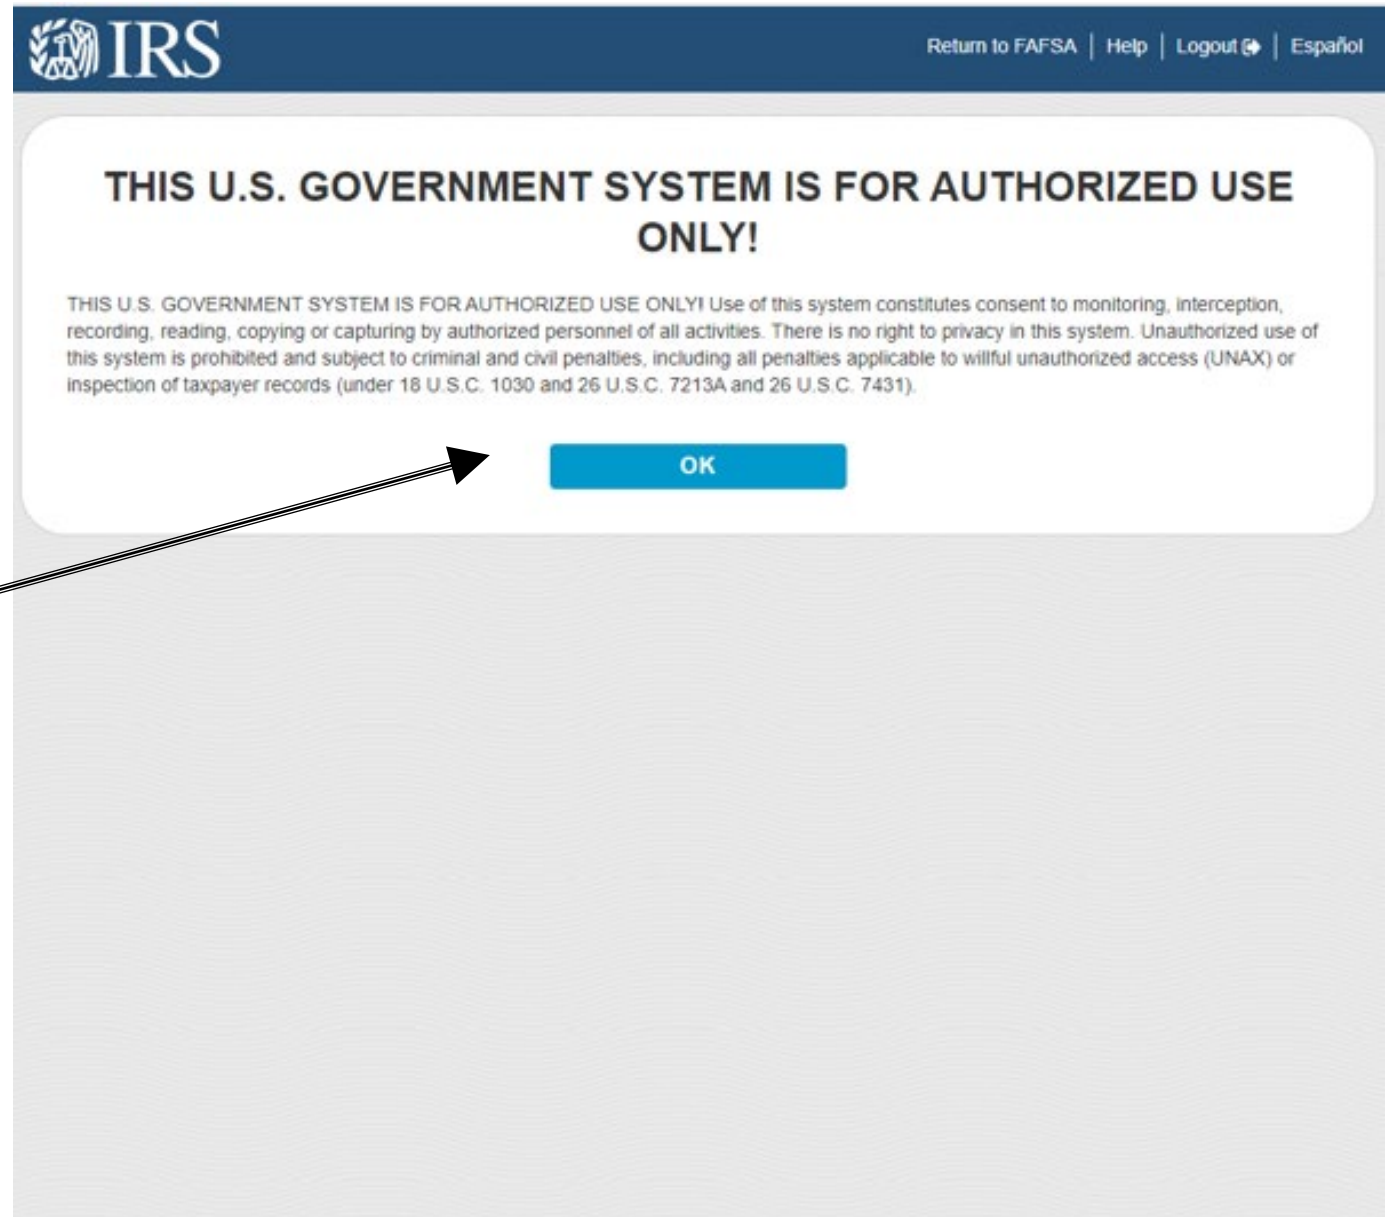 IRS
Return to FAFSA | Help | Logout | Español
THIS U.S. GOVERNMENT SYSTEM IS FOR AUTHORIZED USE
ONLY!
THIS U.S. GOVERNMENT SYSTEM IS FOR AUTHORIZED USE ONLY! Use of this system constitutes consent to monitoring, interception,
recording, reading, copying or capturing by authorized personnel of all activities. There is no right to privacy in this system. Unauthorized use of
this system is prohibited and subject to criminal and civil penalties, including all penalties applicable to willful unauthorized access (UNAX) or
inspection of taxpayer records (under 18 U.S.C. 1030 and 26 U.S.C. 7213A and 26 U.S.C. 7431).
OK